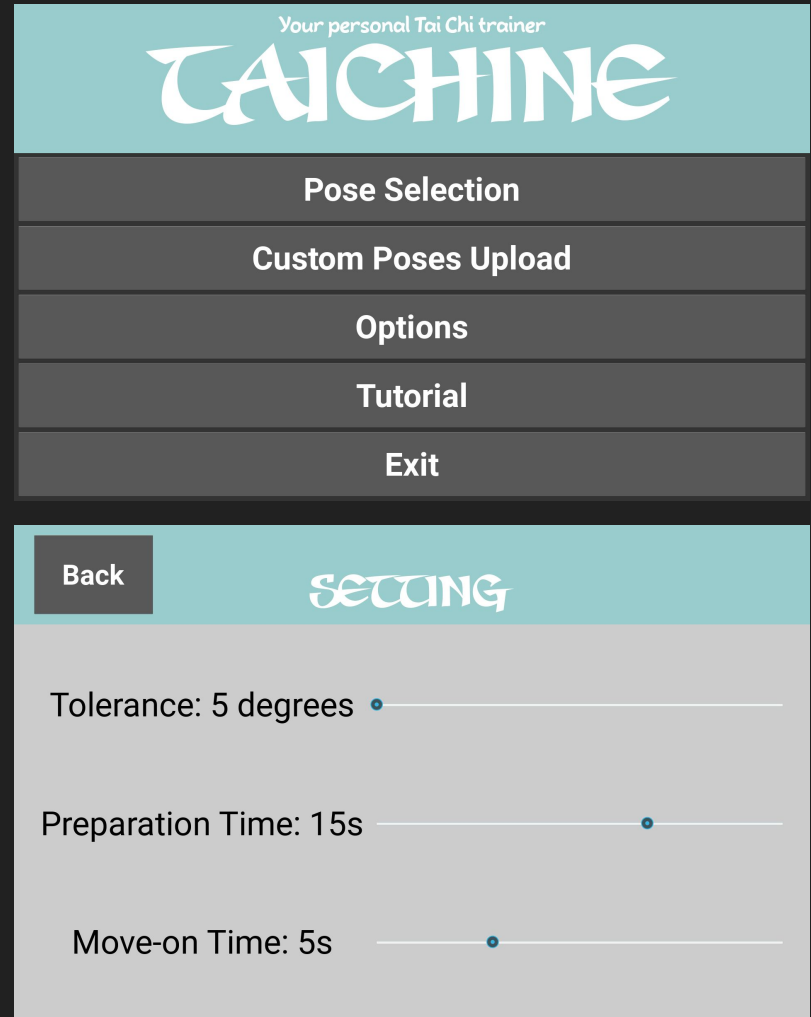 Your personal Tai Chi trainer
TAICHINE
Pose Selection
Custom Poses Upload
Options
Tutorial
Exit
Back
SETTING
Tolerance: 5 degrees
Preparation Time: 15s
Move-on Time: 5s